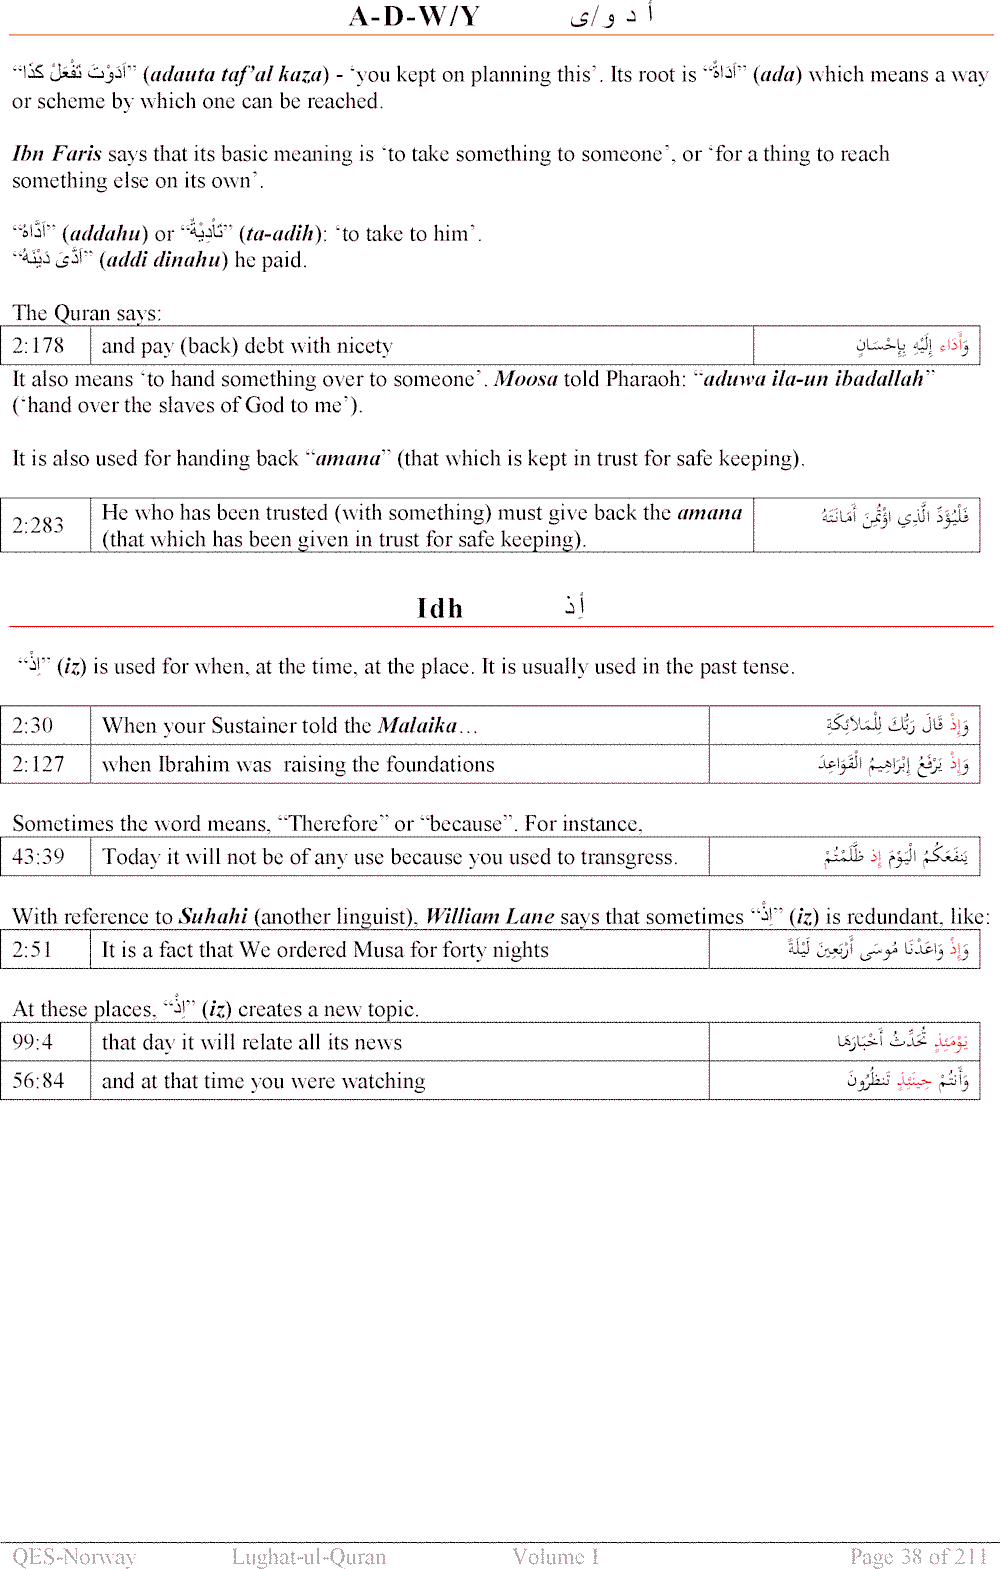 A-D-W/Y أ د و/ى
“اَدَوْتَ تَفْعَلُ كَذَا” (adauta taf’al kaza) - ‘you kept on planning this’. Its root is “اَدَاةٌ” (ada) which means a way
or scheme by which one can be reached.
Ibn Faris says that its basic meaning is ‘to take something to someone’, or ‘for a thing to reach
something else on its own’.
“اَدَّاهُ” (addahu) or “تَأْدِيَةٌ” (ta-adih): ‘to take to him’.
“اَدَّى دَيْنَهُ” (addi dinahu) he paid.
The Quran says:
2:178 and pay (back) debt with nicety وَأَدَاء إِلَيْهِ بِإِحْسَانٍ
It also means ‘to hand something over to someone’. Moosa told Pharaoh: “aduwa ila-un ibadallah”
(‘hand over the slaves of God to me’).
It is also used for handing back “amana” (that which is kept in trust for safe keeping).
2:283 He who has been trusted (with something) must give back the amana فَلْيُؤَدِّ الَّذِي اؤْتُمِنَ أَمَانَتَهُ
(that which has been given in trust for safe keeping).
Idh أِذ
“اِذْ” (iz) is used for when, at the time, at the place. It is usually used in the past tense.
2:30 When your Sustainer told the Malaika… وَإِذْ قَالَ رَبُّكَ لِلْمَلاَئِكَةِ
2:127 when Ibrahim was raising the foundations وَإِذْ يَرْفَعُ إِبْرَاهِيمُ الْقَوَاعِدَ
Sometimes the word means, “Therefore” or “because”. For instance,
43:39 Today it will not be of any use because you used to transgress. يَنفَعَكُمُ الْيَوْمَ إِذ ظَّلَمْتُمْ
With reference to Suhahi (another linguist), William Lane says that sometimes “اِذْ” (iz) is redundant, like:
2:51 It is a fact that We ordered Musa for forty nights وَإِذْ وَاعَدْنَا مُوسَى أَرْبَعِينَ لَيْلَةً
At these places, “اِذْ” (iz) creates a new topic.
99:4 that day it will relate all its news يَوْمَئِذٍ تُحَدِّثُ أَخْبَارَهَا
56:84 and at that time you were watching وَأَنتُمْ حِينَئِذٍ تَنظُرُونَ
QES-Norway Lughat-ul-Quran Volume I Page 38 of 211